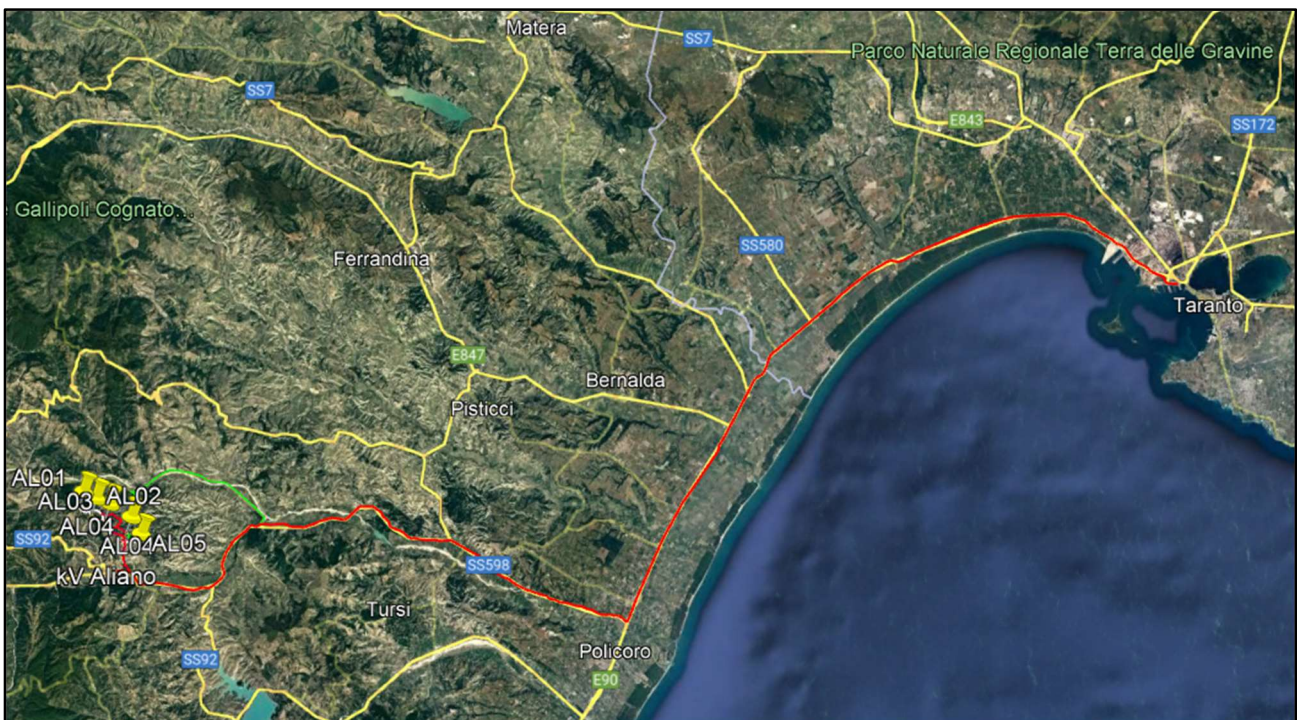 Matera
SS7
Parco Naturale Regionale Terra delle Gravine
SS7
E843
SS172
Gallipoli Cognato...
SS580
Ferrandina
Taranto
E847
Bernalda
Pisticci
AL01
AL02
AL03
AL04
SS92
AL04
AL05
SS598
kV Aliano
Tursi
Policoro
SS92
E90